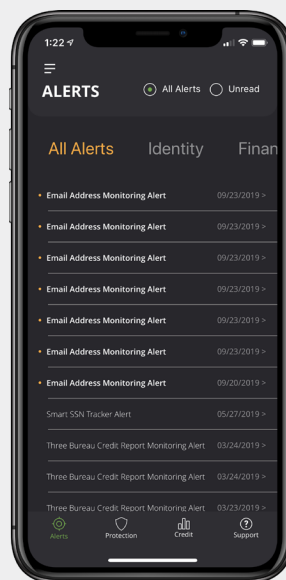 1:22
ALERTS All Alerts Unread
All Alerts Identity Finan
Email Address Monitoring Alert 09/23/2019 >
Email Address Monitoring Alert 09/23/2019 >
Email Address Monitoring Alert 09/23/2019 >
Email Address Monitoring Alert 09/23/2019 >
Email Address Monitoring Alert 09/23/2019 >
Email Address Monitoring Alert 09/23/2019 >
Email Address Monitoring Alert 09/20/2019 >
Smart SSN Tracker Alert 05/27/2019 >
Three Bureau Credit Report Monitoring Alert 03/24/2019 >
Three Bureau Credit Report Monitoring Alert 03/24/2019 >
Three Bureau Credit Report Monitoring Alert 03/23/2019 >
Alerts Protection Credit Support